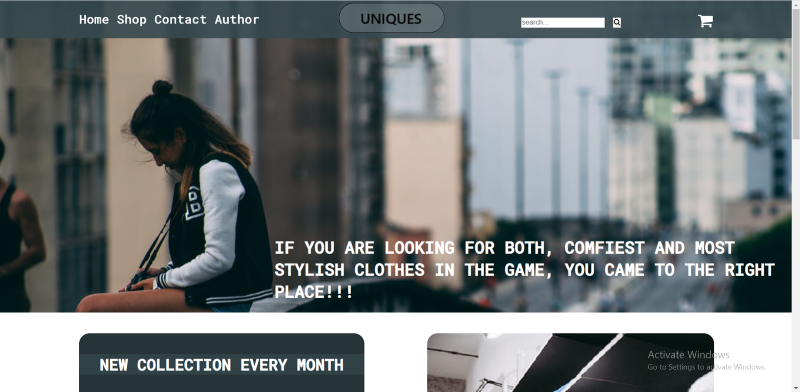 Home Shop Contact Author
UNIQUES
search...
IF YOU ARE LOOKING FOR BOTH, COMFIEST AND MOST
STYLISH CLOTHES IN THE GAME, YOU CAME TO THE RIGHT
PLACE!!!
NEW COLLECTION EVERY MONTH
Activate Windows
Go to Settings to activate Windows.